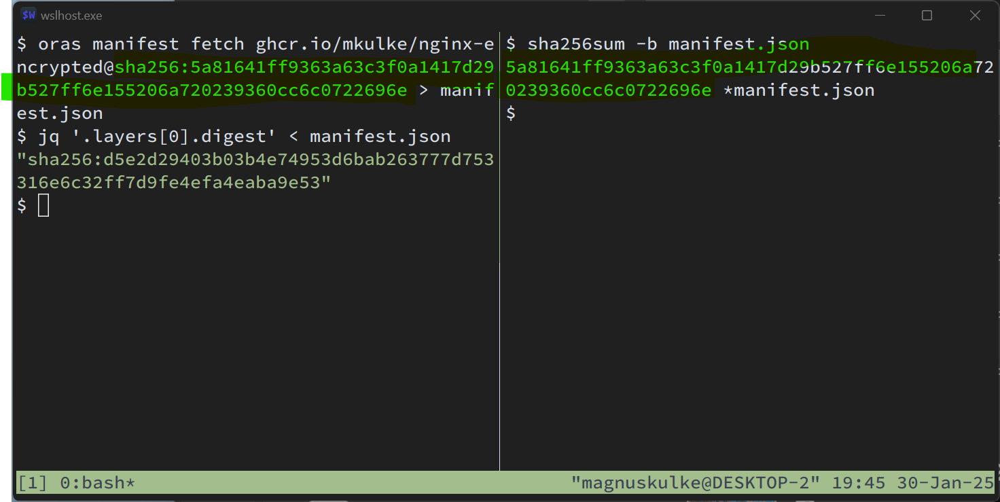 $W wslhost.exe
$ oras manifest fetch ghcr.io/mkulke/nginx-e
ncrypted@sha256:5a81641ff9363a63c3f0a1417d29
b527ff6e155206a720239360cc6c0722696e > manif
est.json
$ jq '.layers[0].digest' < manifest.json
"sha256:d5e2d29403b03b4e74953d6bab263777d753
316e6c32ff7d9fe4efa4eaba9e53"
$
$ sha256sum -b manifest.json
5a81641ff9363a63c3f0a1417d29b527ff6e155206a72
0239360cc6c0722696e *manifest.json
$
[1] 0:bash* "magnuskulke@DESKTOP-2" 19:45 30-Jan-25